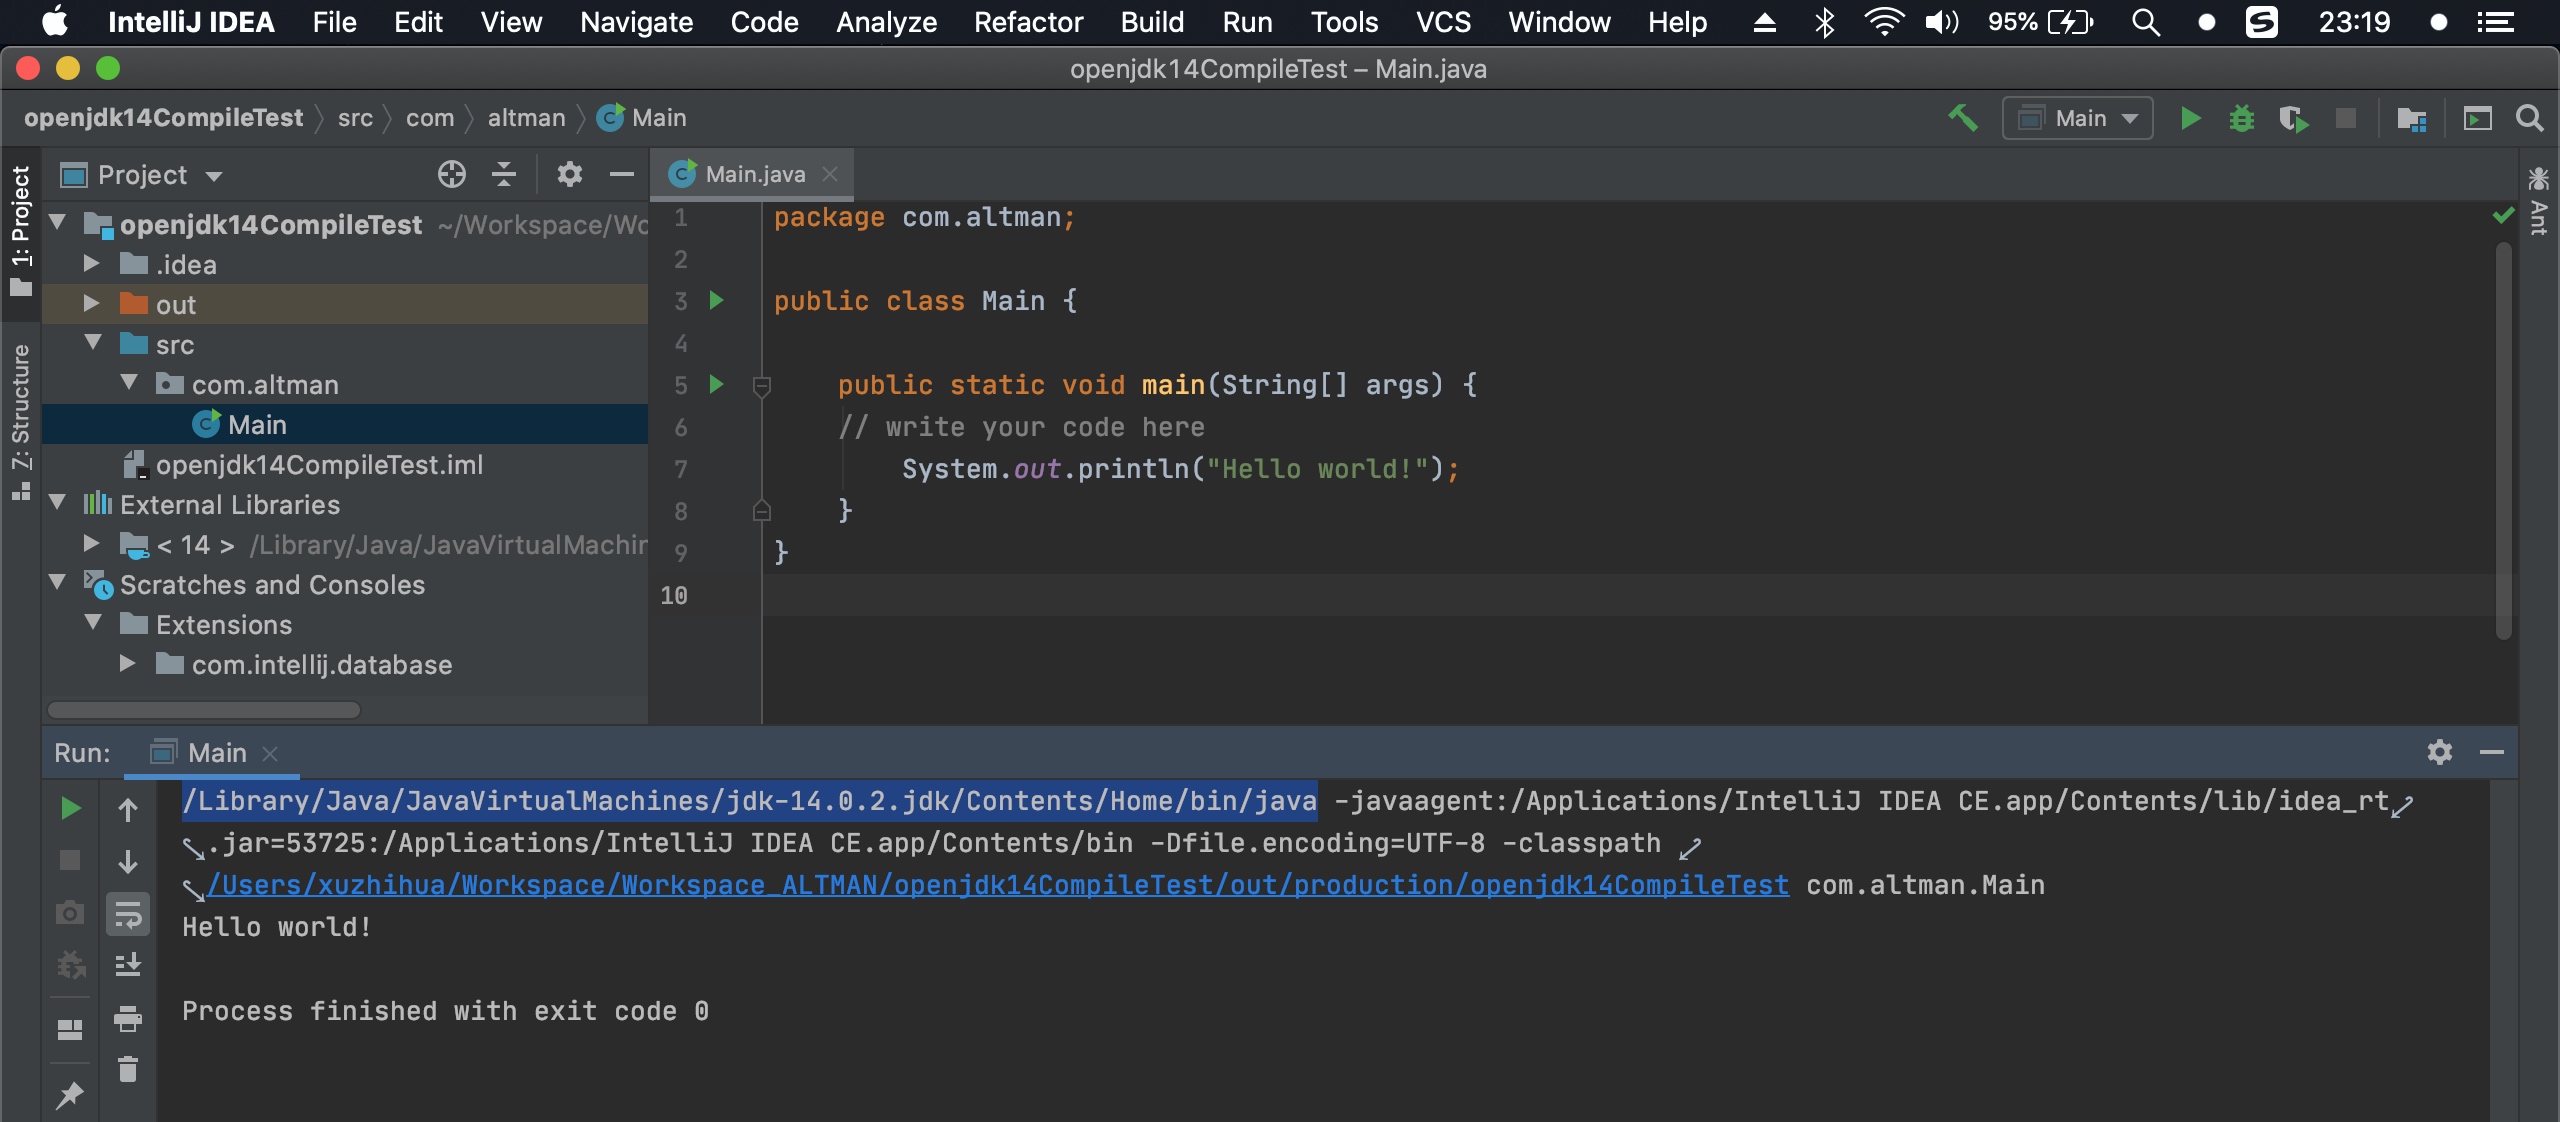 IntelliJ IDEA File Edit View Navigate Code Analyze Refactor Build Run Tools VCS Window Help 95% 23:19
openjdk14CompileTest – Main.java
openjdk14CompileTest src com altman Main
Main
1: Project
Z: Structure
Project
openjdk14CompileTest ~/Workspace/Wo
.idea
out
src
com.altman
Main
openjdk14CompileTest.iml
External Libraries
< 14 > /Library/Java/JavaVirtualMachin
Scratches and Consoles
Extensions
com.intellij.database
Main.java
1 package com.altman;
2
3 public class Main {
4
5 public static void main(String[] args) {
6 // write your code here
7 System.out.println("Hello world!");
8 }
9 }
10
Ant
Run: Main
/Library/Java/JavaVirtualMachines/jdk-14.0.2.jdk/Contents/Home/bin/java -javaagent:/Applications/IntelliJ IDEA CE.app/Contents/lib/idea_rt
.jar=53725:/Applications/IntelliJ IDEA CE.app/Contents/bin -Dfile.encoding=UTF-8 -classpath
/Users/xuzhihua/Workspace/Workspace_ALTMAN/openjdk14CompileTest/out/production/openjdk14CompileTest com.altman.Main
Hello world!
Process finished with exit code 0